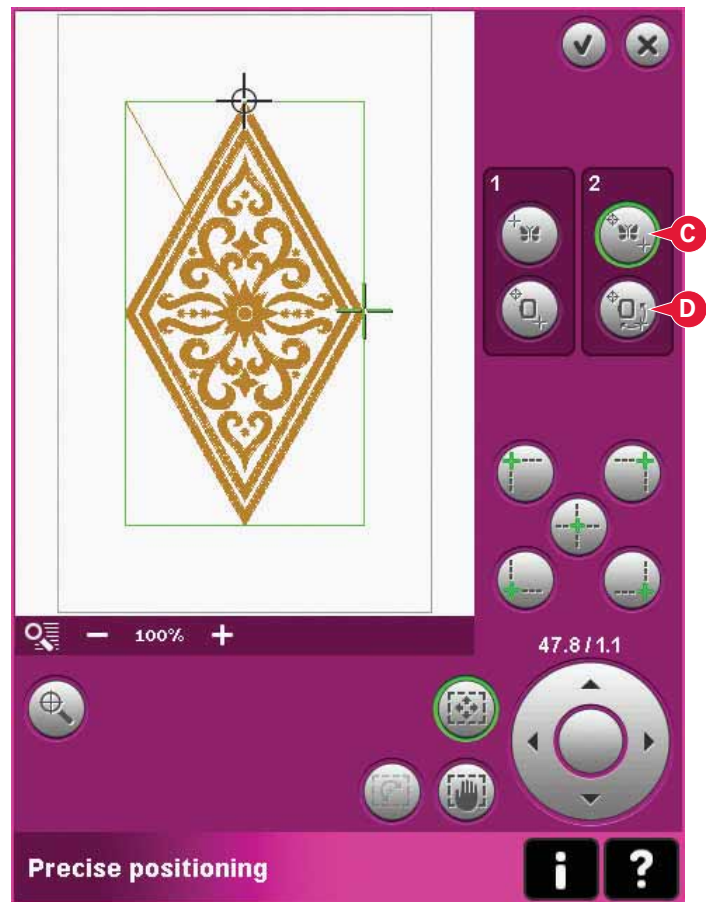 1
2
C
D
− 100% +
47.8/1.1
Precise positioning
i ?